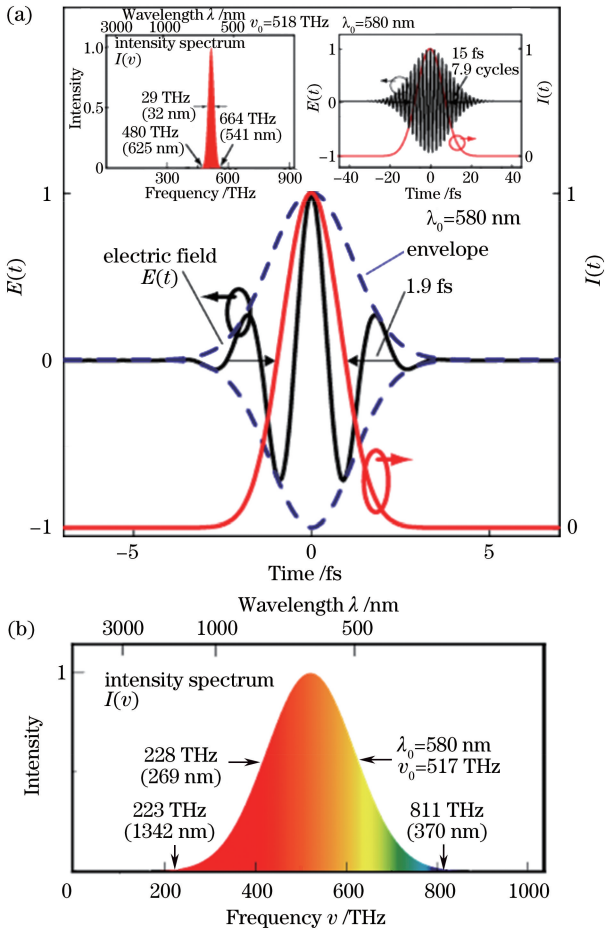 (a)
Wavelength λ /nm
3000 1000 500
ν₀=518 THz λ₀=580 nm
intensity spectrum
I(ν)
Intensity
1.0
0.5
0
29 THz
(32 nm)
480 THz
(625 nm)
664 THz
(541 nm)
300 600 900
Frequency /THz
E(t)
1
0
−1
15 fs
7.9 cycles
1
0
I(t)
−40 −20 0 20 40
Time /fs
λ₀=580 nm
envelope
electric field
E(t)
1.9 fs
E(t)
1
0
−1
1
0
I(t)
−5 0 5
Time /fs
(b)
Wavelength λ /nm
3000 1000 500
intensity spectrum
I(ν)
Intensity
1
228 THz
(269 nm)
λ₀=580 nm
ν₀=517 THz
223 THz
(1342 nm)
811 THz
(370 nm)
0 200 400 600 800 1000
Frequency ν /THz